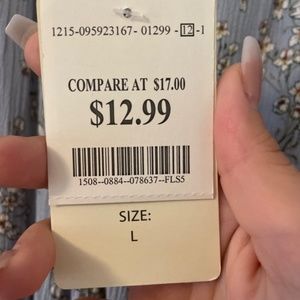 1215-095923167- 01299 -12-1
COMPARE AT $17.00
$12.99
1508--0884--078637--FLS5
SIZE:
L